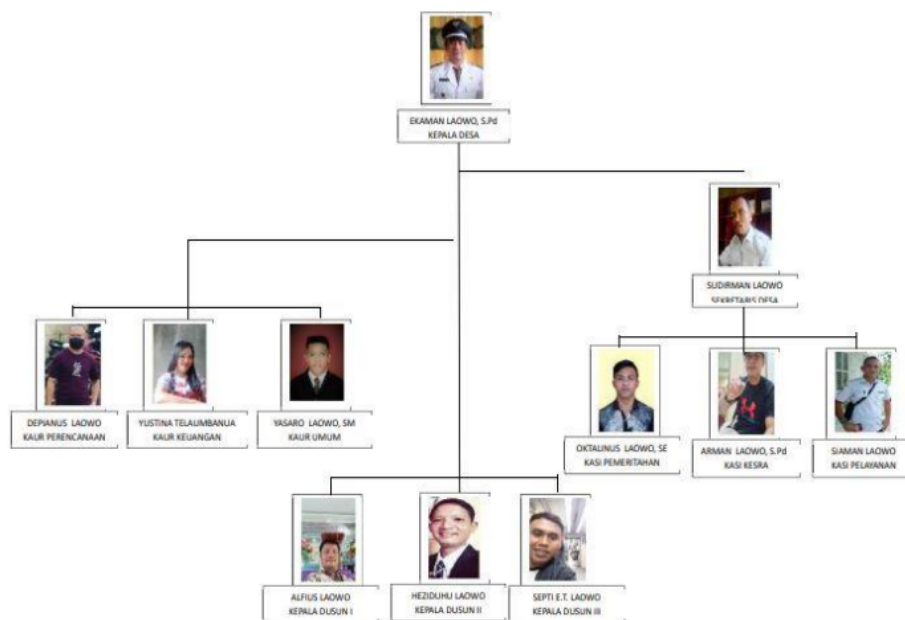 EKAMAN LAOWO, S.Pd
KEPALA DESA
SUDIRMAN LAOWO
SEKRETARIS DESA
DEPIANUS LAOWO
KAUR PERENCANAAN
YUSTINA TELAUMBANUA
KAUR KEUANGAN
YASARO LAOWO, SM
KAUR UMUM
OKTALINUS LAOWO, SE
KASI PEMERITAHAN
ARMAN LAOWO, S.Pd
KASI KESRA
SIAMAN LAOWO
KASI PELAYANAN
ALFIUS LAOWO
KEPALA DUSUN I
HEZIDUHU LAOWO
KEPALA DUSUN II
SEPTI E.T. LAOWO
KEPALA DUSUN III